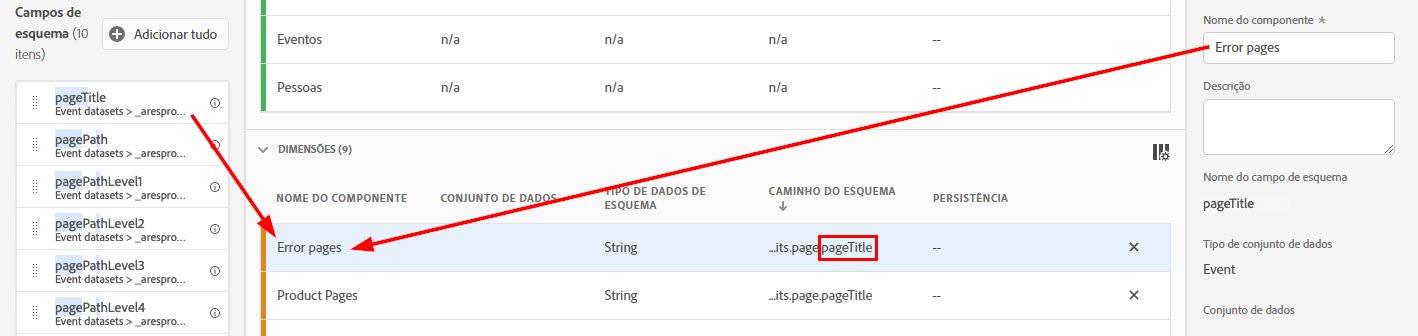 Campos de
esquema (10
itens)
Adicionar tudo
pageTitle
Event datasets > _arespro...
pagePath
Event datasets > _arespro...
pagePathLevel1
Event datasets > _arespro...
pagePathLevel2
Event datasets > _arespro...
pagePathLevel3
Event datasets > _arespro...
pagePathLevel4
Event datasets > _arespro...
Eventos n/a n/a n/a --
Pessoas n/a n/a n/a --
DIMENSÕES (9)
NOME DO COMPONENTE CONJUNTO DE DADOS TIPO DE DADOS DE ESQUEMA CAMINHO DO ESQUEMA PERSISTÊNCIA
Error pages String ...its.page.pageTitle --
Product Pages String ...its.page.pageTitle --
Nome do componente *
Error pages
Descrição
Nome do campo de esquema
pageTitle
Tipo de conjunto de dados
Event
Conjunto de dados